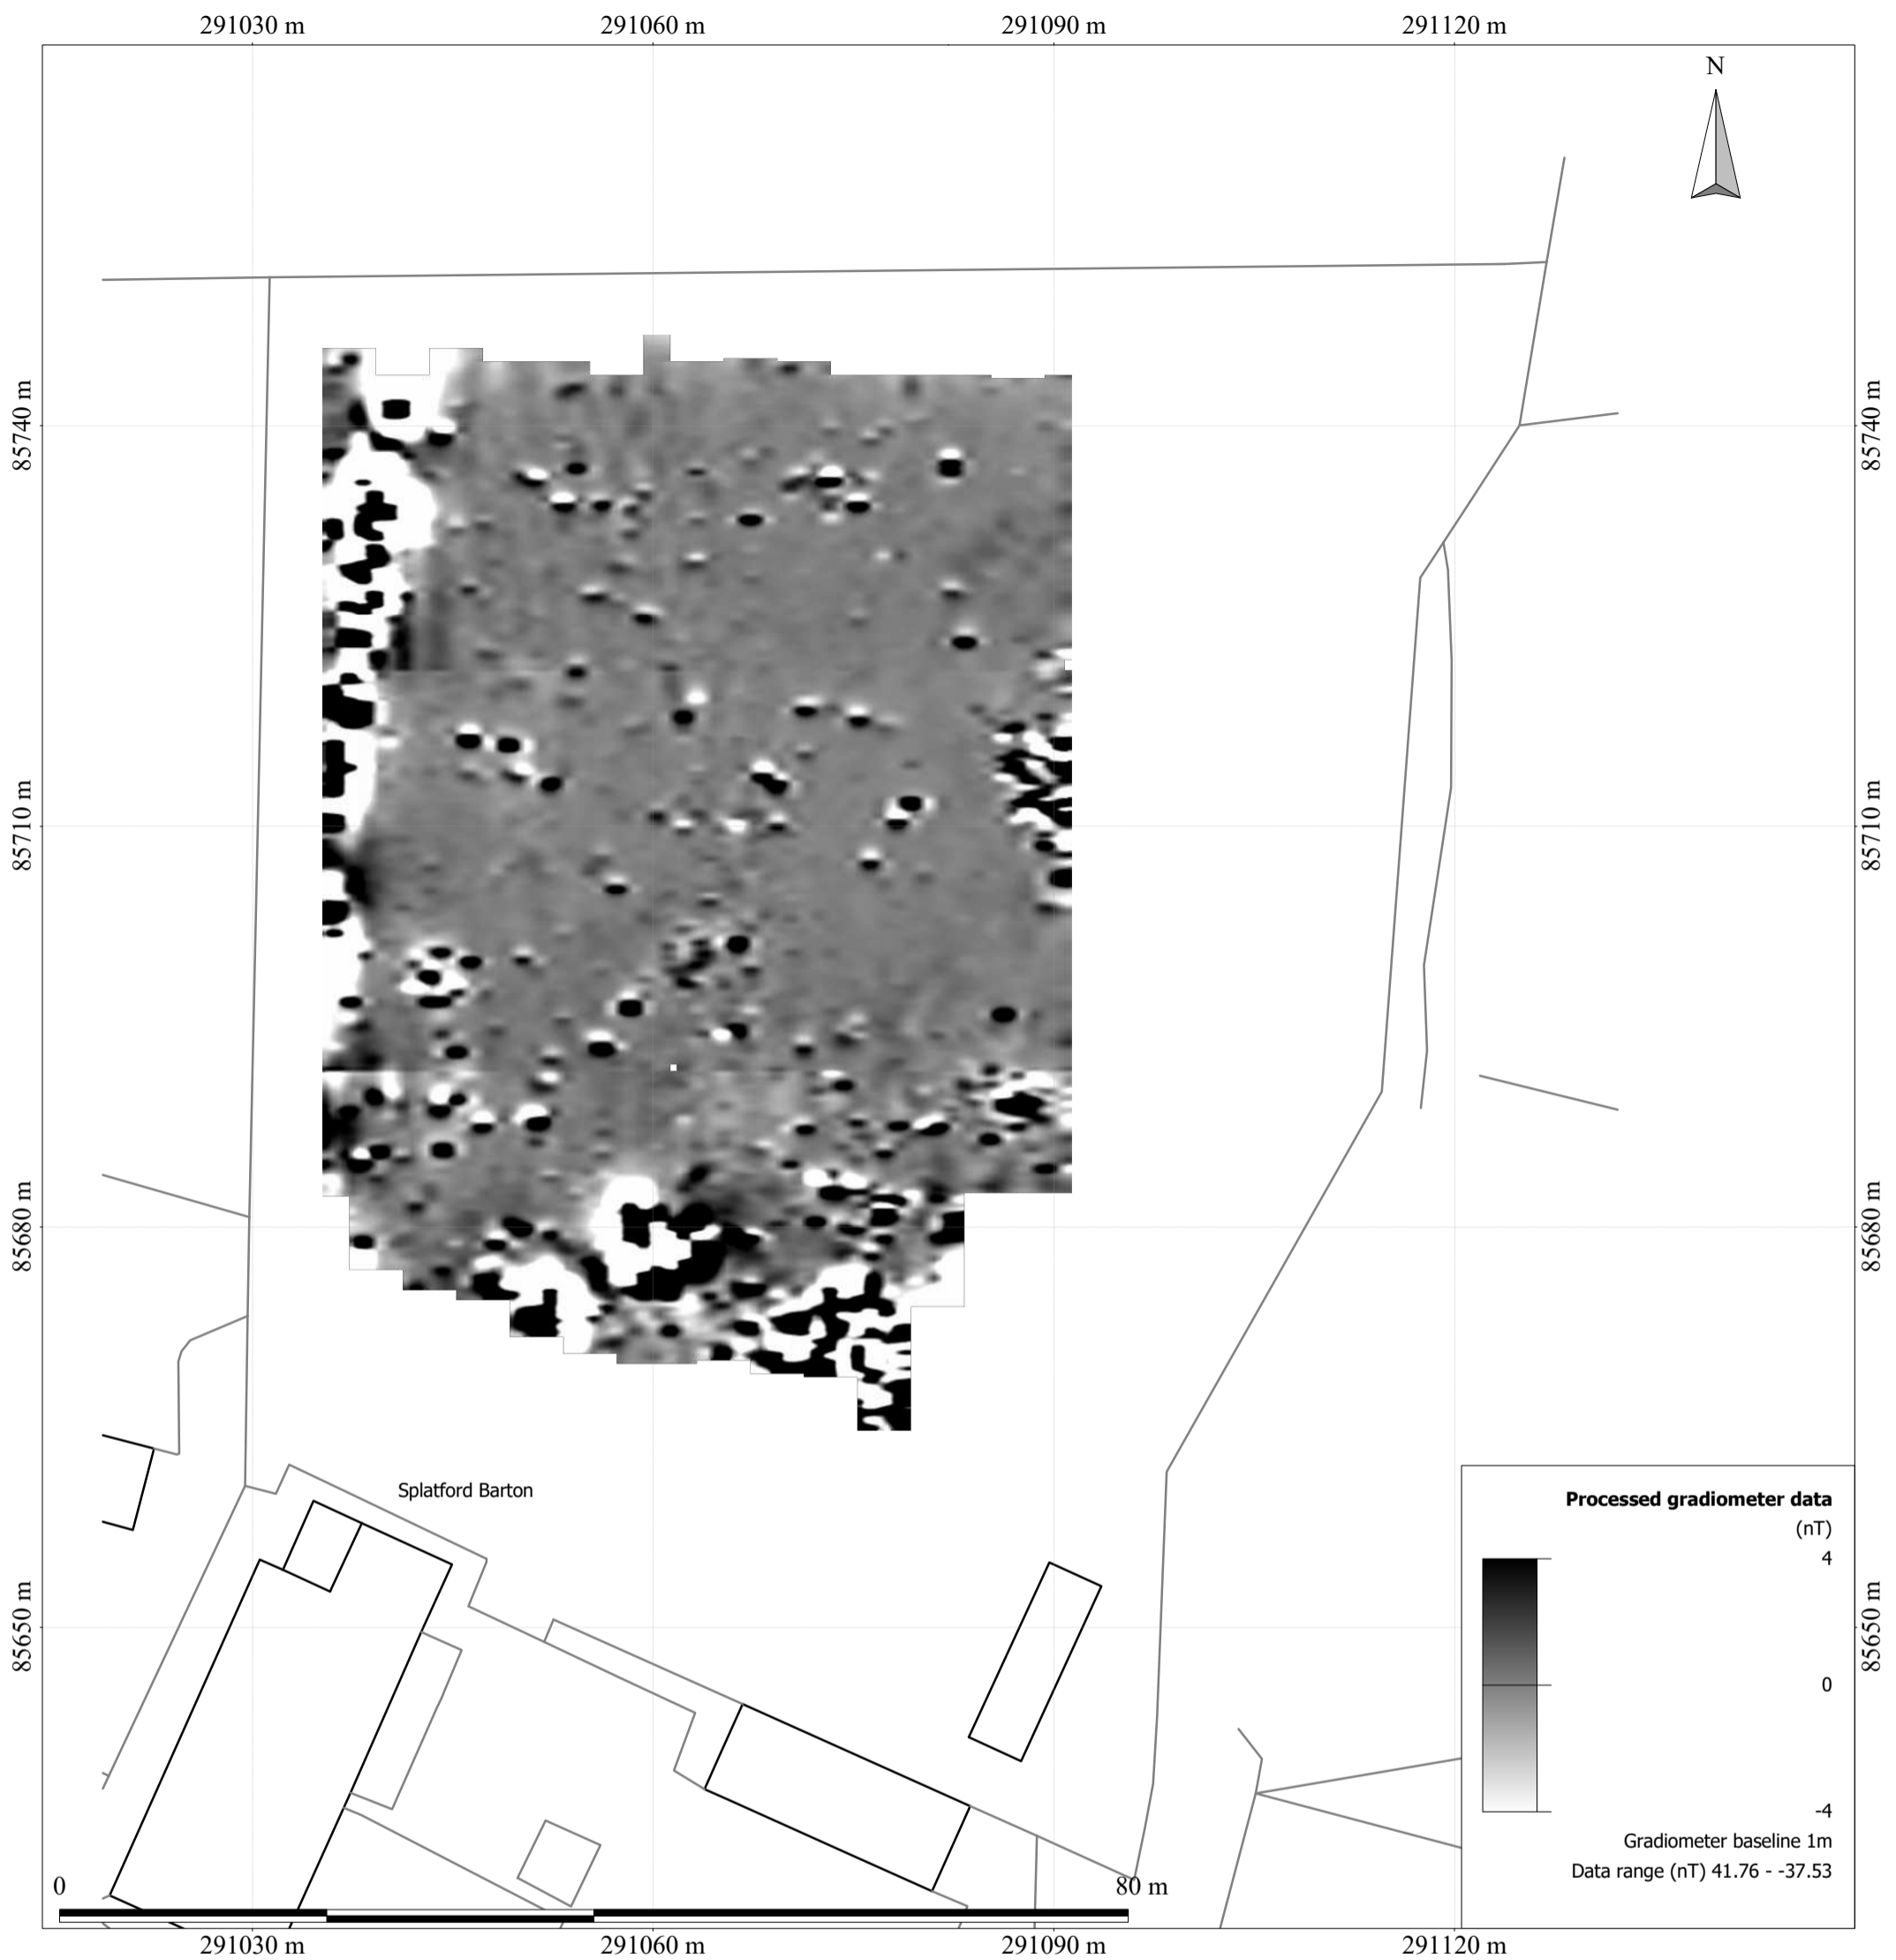 291030 m 291060 m 291090 m 291120 m
N
85740 m 85740 m
85710 m 85710 m
85680 m 85680 m
Splatford Barton
Processed gradiometer data
(nT)
4
85650 m 85650 m
0
-4
Gradiometer baseline 1m
Data range (nT) 41.76 - -37.53
0 80 m
291030 m 291060 m 291090 m 291120 m